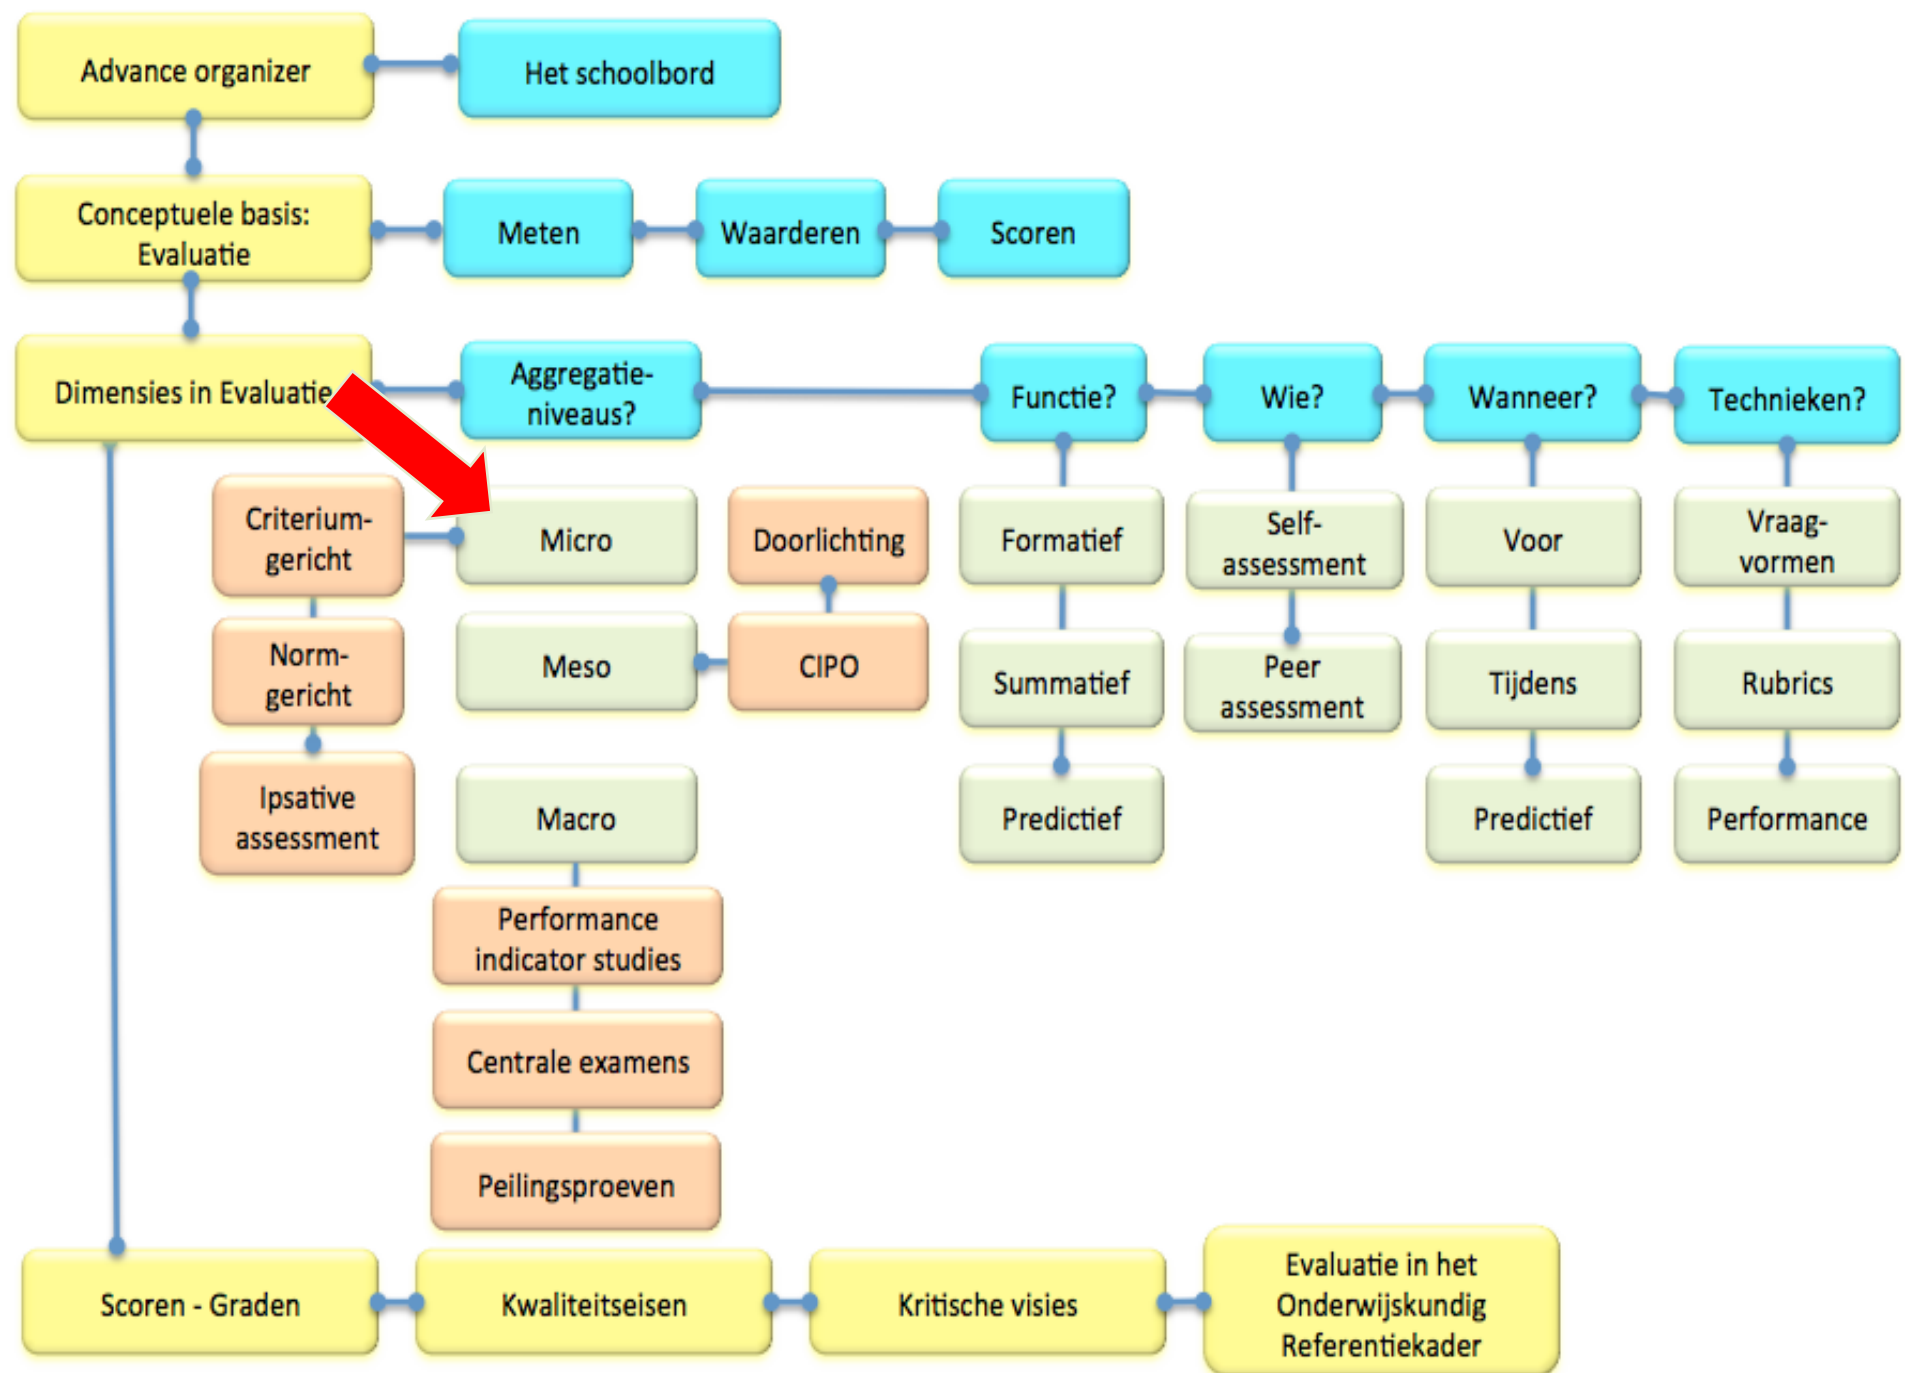 Advance organizer
Het schoolbord
Conceptuele basis:
Evaluatie
Meten
Waarderen
Scoren
Dimensies in Evaluatie
Aggregatie-
niveaus?
Functie?
Wie?
Wanneer?
Technieken?
Criterium-
gericht
Micro
Doorlichting
Formatief
Self-
assessment
Voor
Vraag-
vormen
Norm-
gericht
Meso
CIPO
Summatief
Peer
assessment
Tijdens
Rubrics
Ipsative
assessment
Macro
Predictief
Predictief
Performance
Performance
indicator studies
Centrale examens
Peilingsproeven
Scoren - Graden
Kwaliteitseisen
Kritische visies
Evaluatie in het
Onderwijskundig
Referentiekader